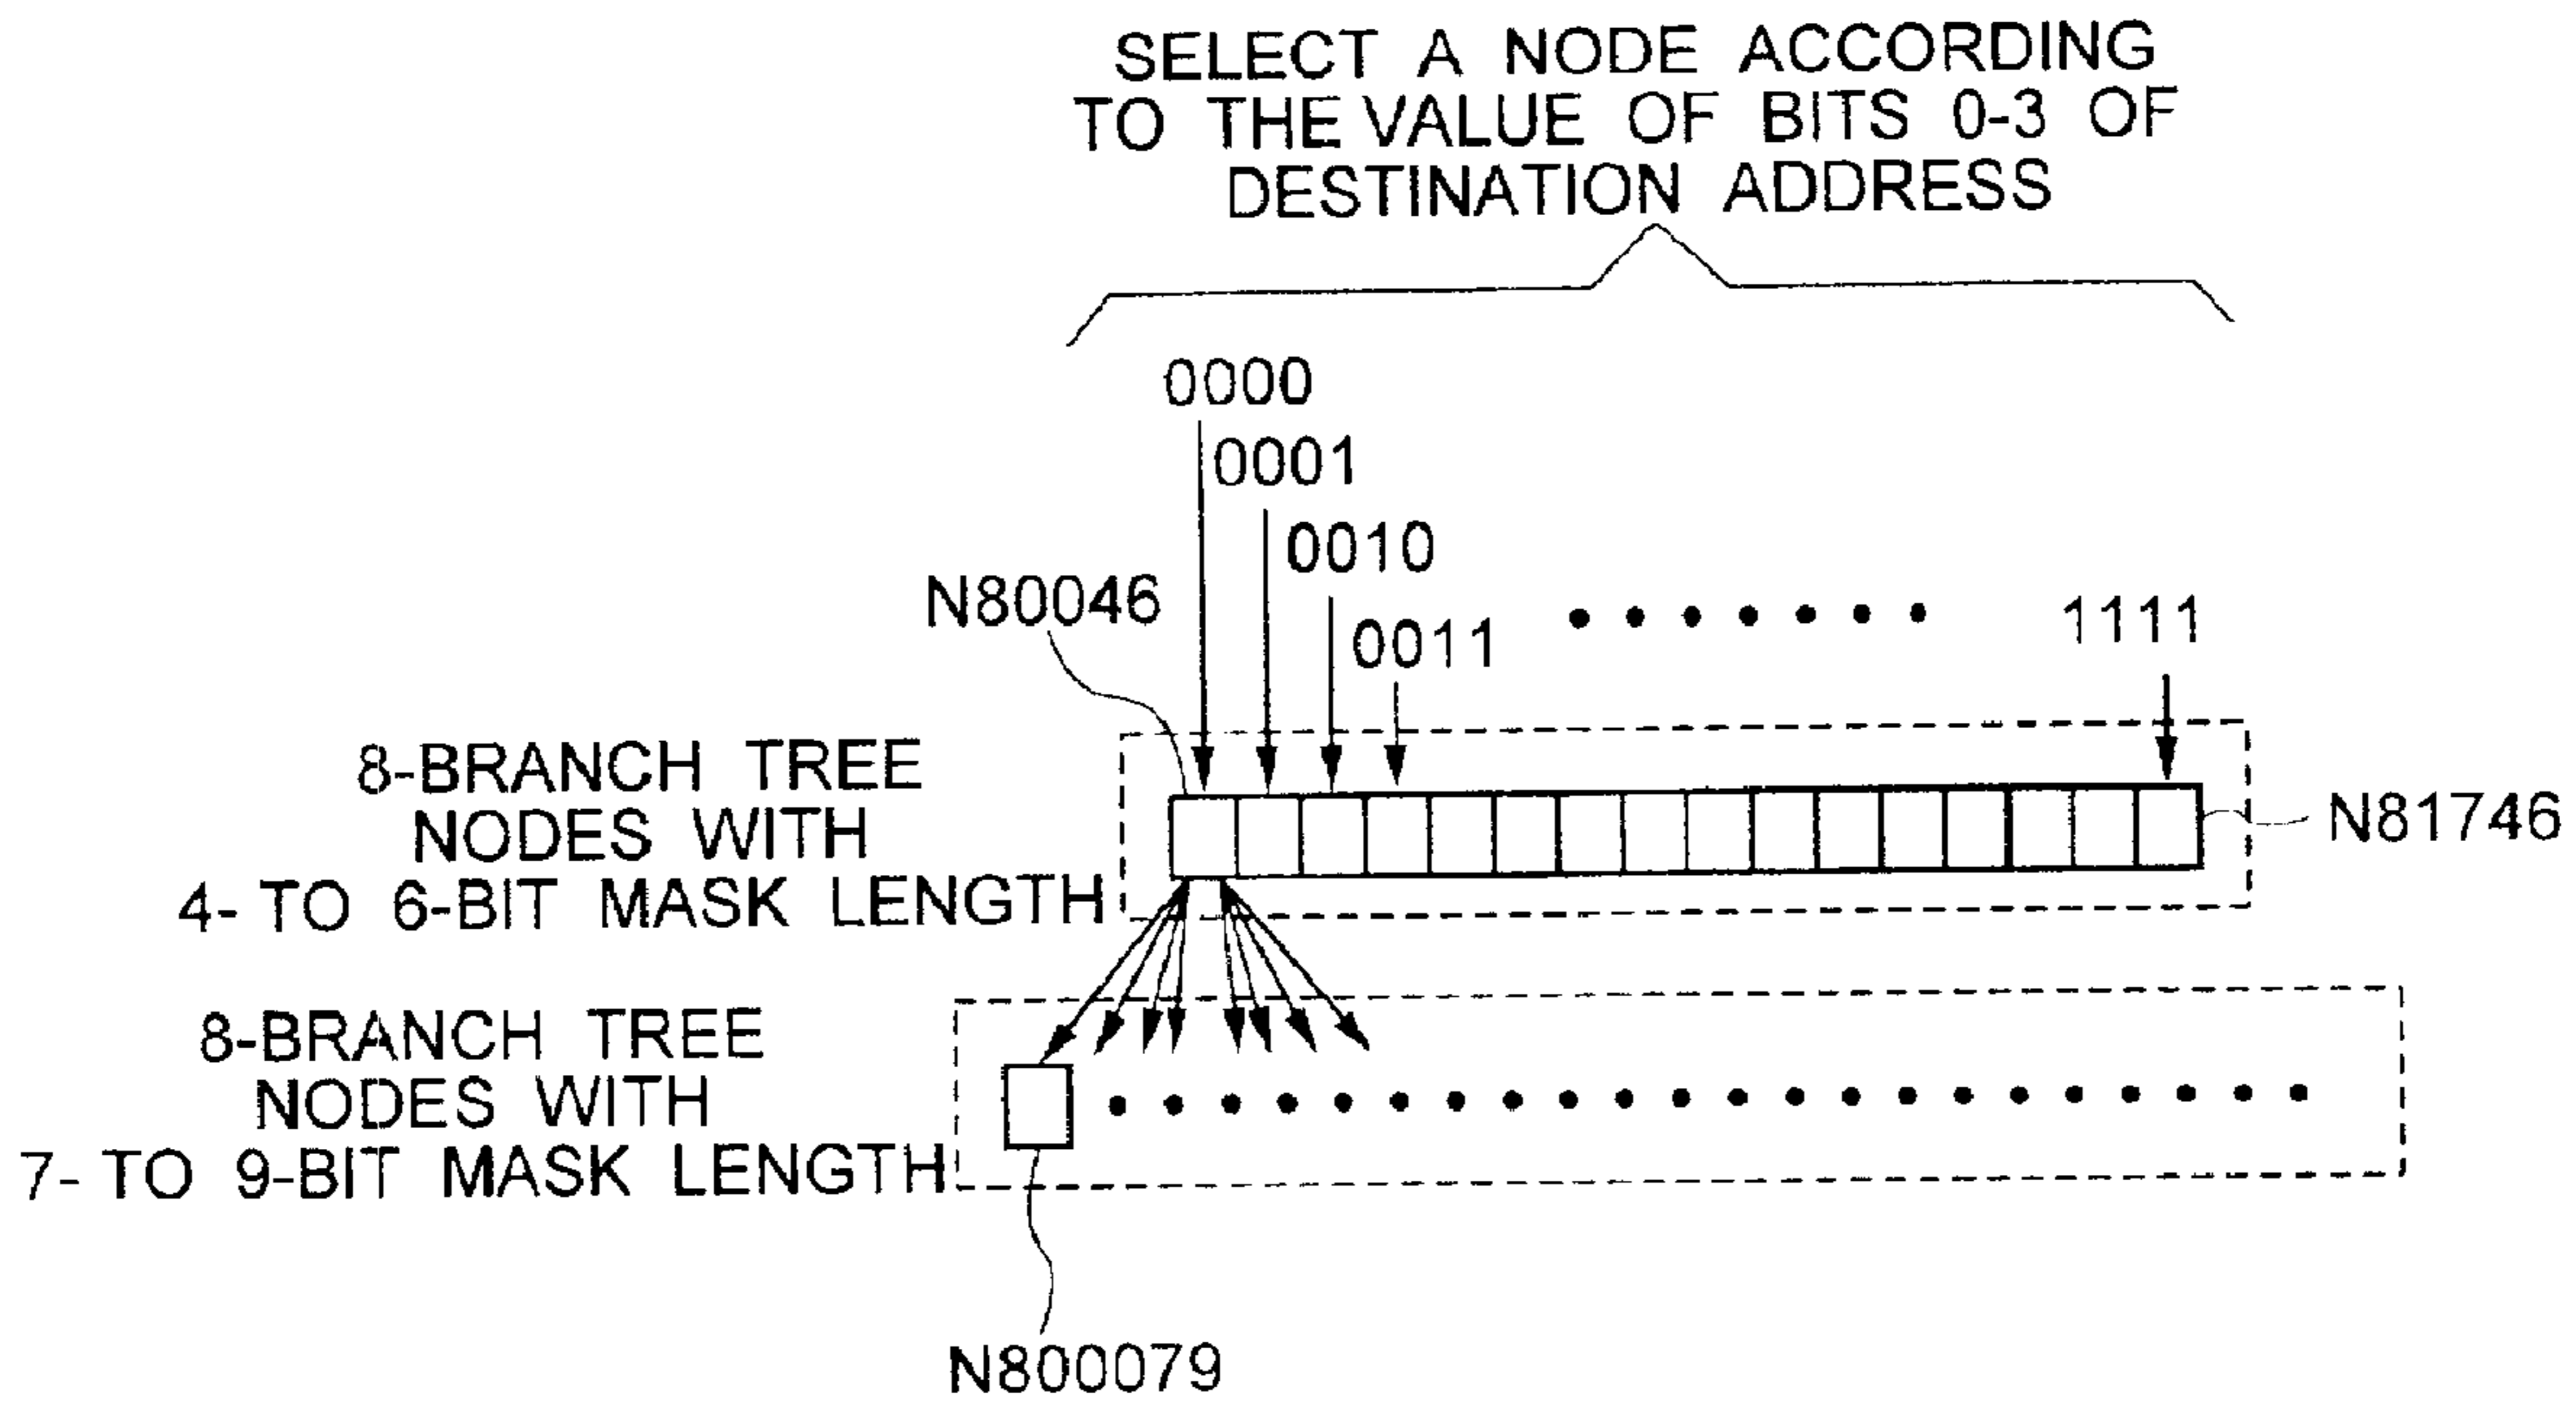 SELECT A NODE ACCORDING
TO THE VALUE OF BITS 0-3 OF
DESTINATION ADDRESS
0000
0001
0010
N80046
0011
1111
8-BRANCH TREE
NODES WITH
4- TO 6-BIT MASK LENGTH
N81746
8-BRANCH TREE
NODES WITH
7- TO 9-BIT MASK LENGTH
N800079